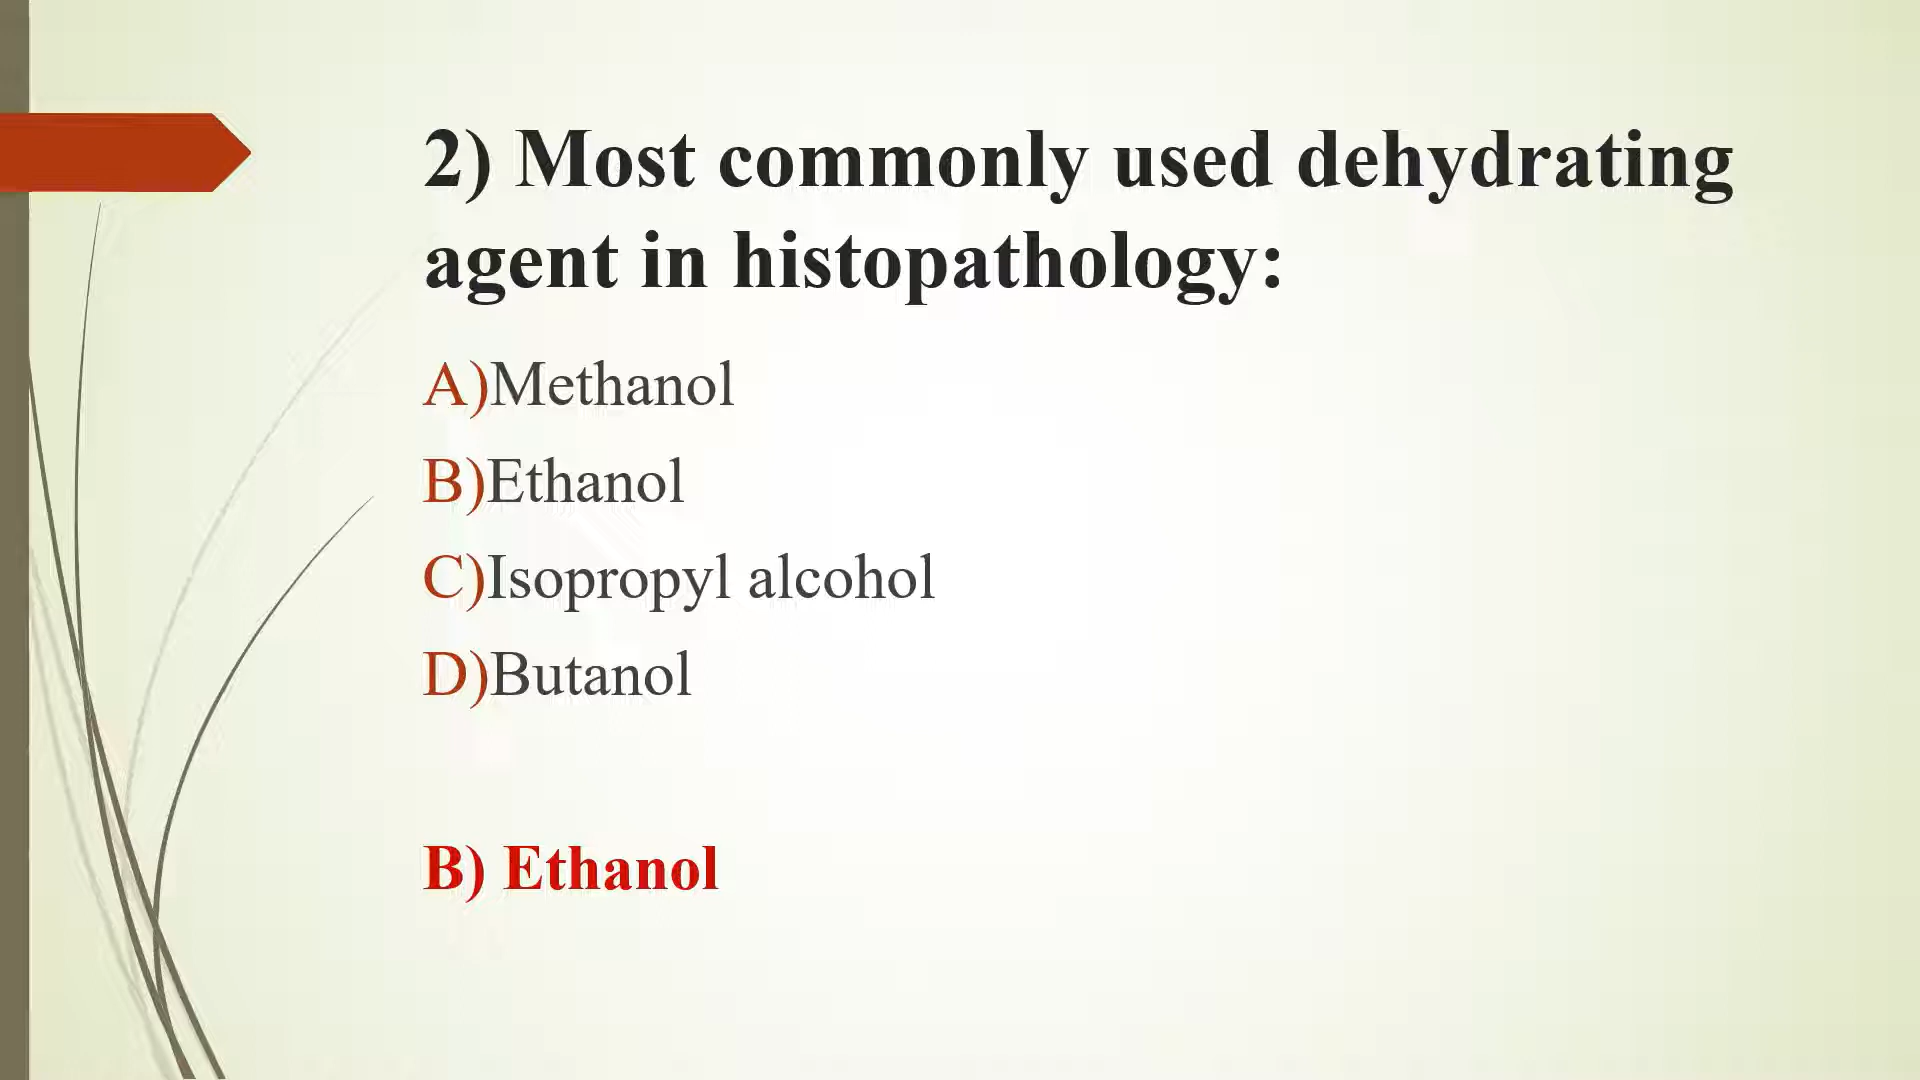 2) Most commonly used dehydrating
agent in histopathology:
A)Methanol
B)Ethanol
C)Isopropyl alcohol
D)Butanol
B) Ethanol